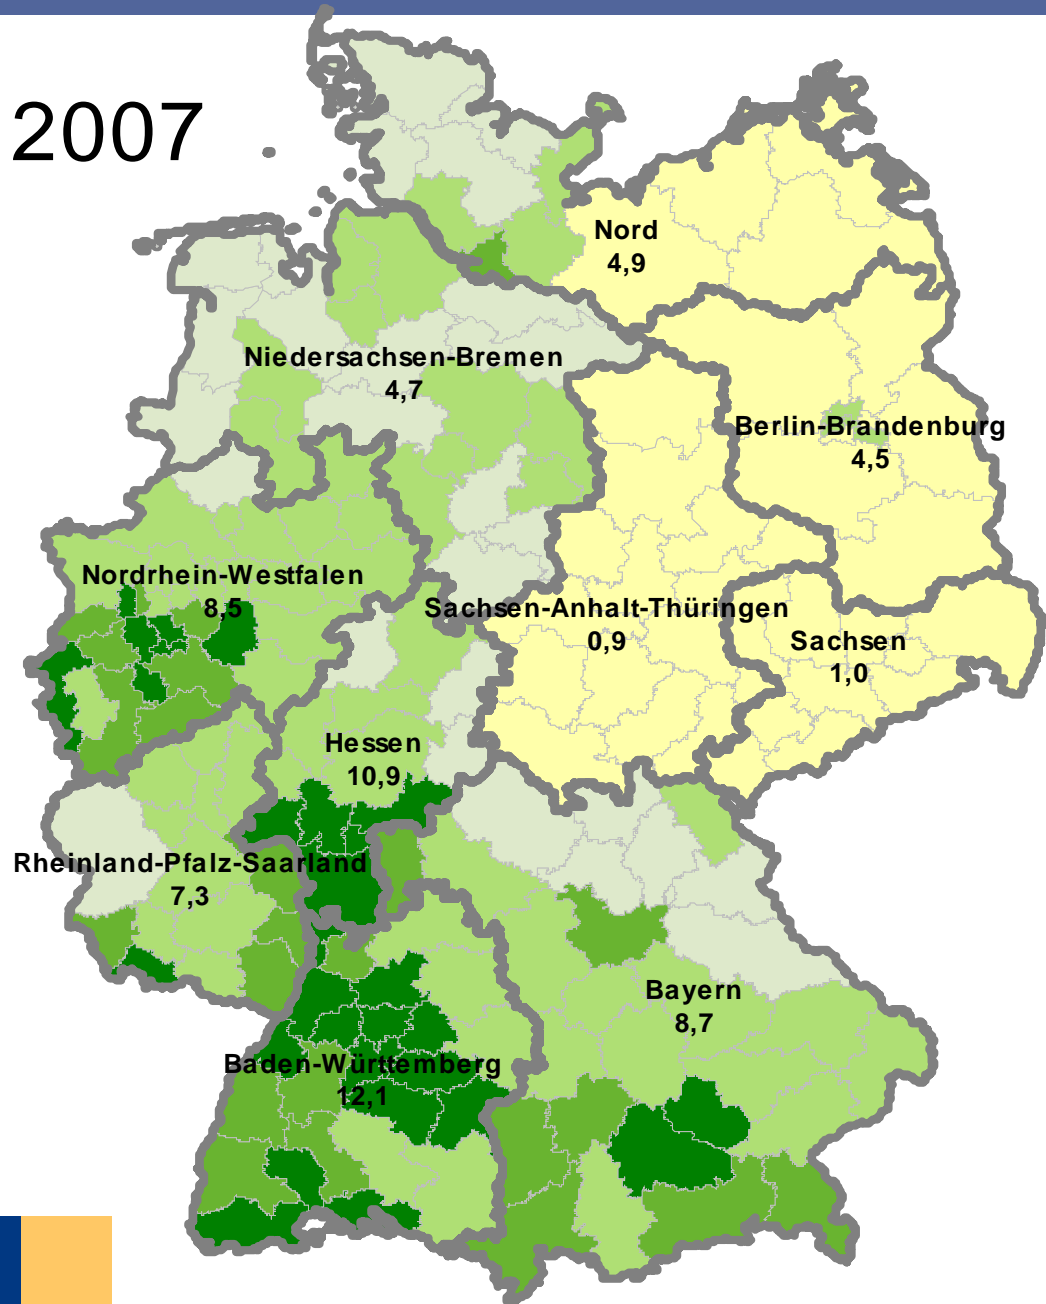 2007
Nord
4,9
Niedersachsen-Bremen
4,7
Berlin-Brandenburg
4,5
Nordrhein-Westfalen
8,5
Sachsen-Anhalt-Thüringen
0,9
Sachsen
1,0
Hessen
10,9
Rheinland-Pfalz-Saarland
7,3
Bayern
8,7
Baden-Württemberg
12,1